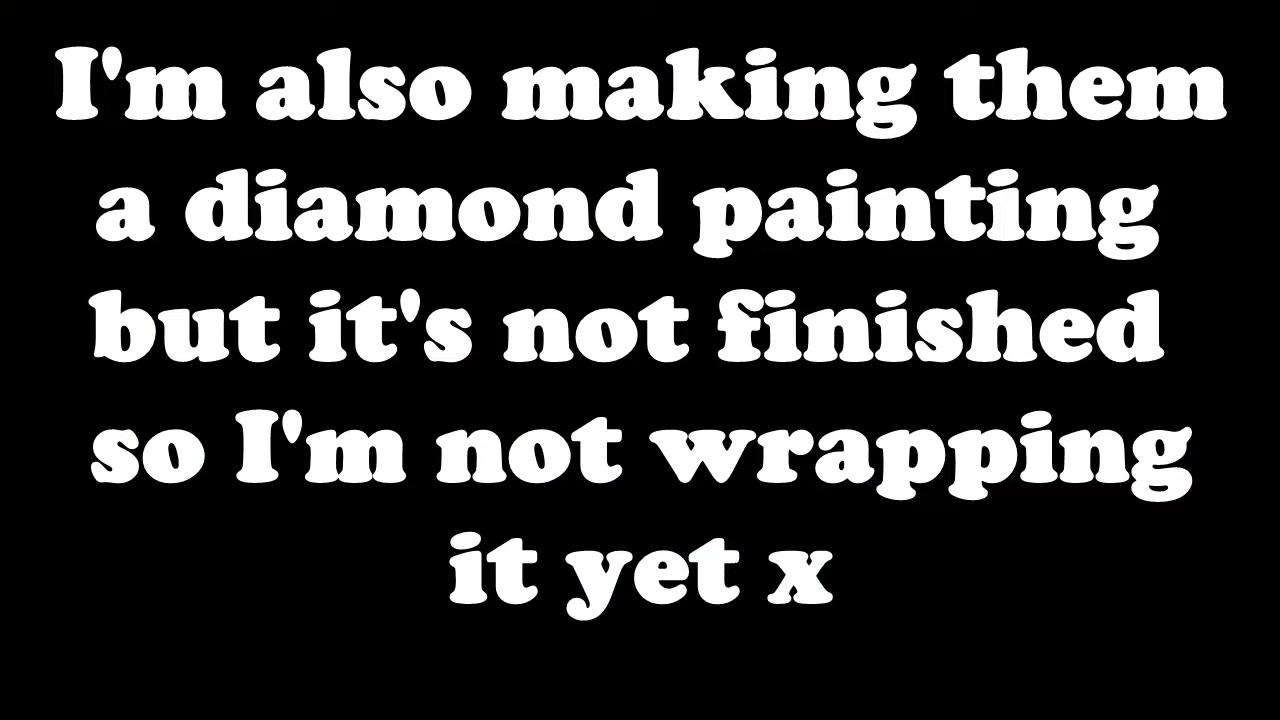 I'm also making them
a diamond painting
but it's not finished
so I'm not wrapping
it yet x